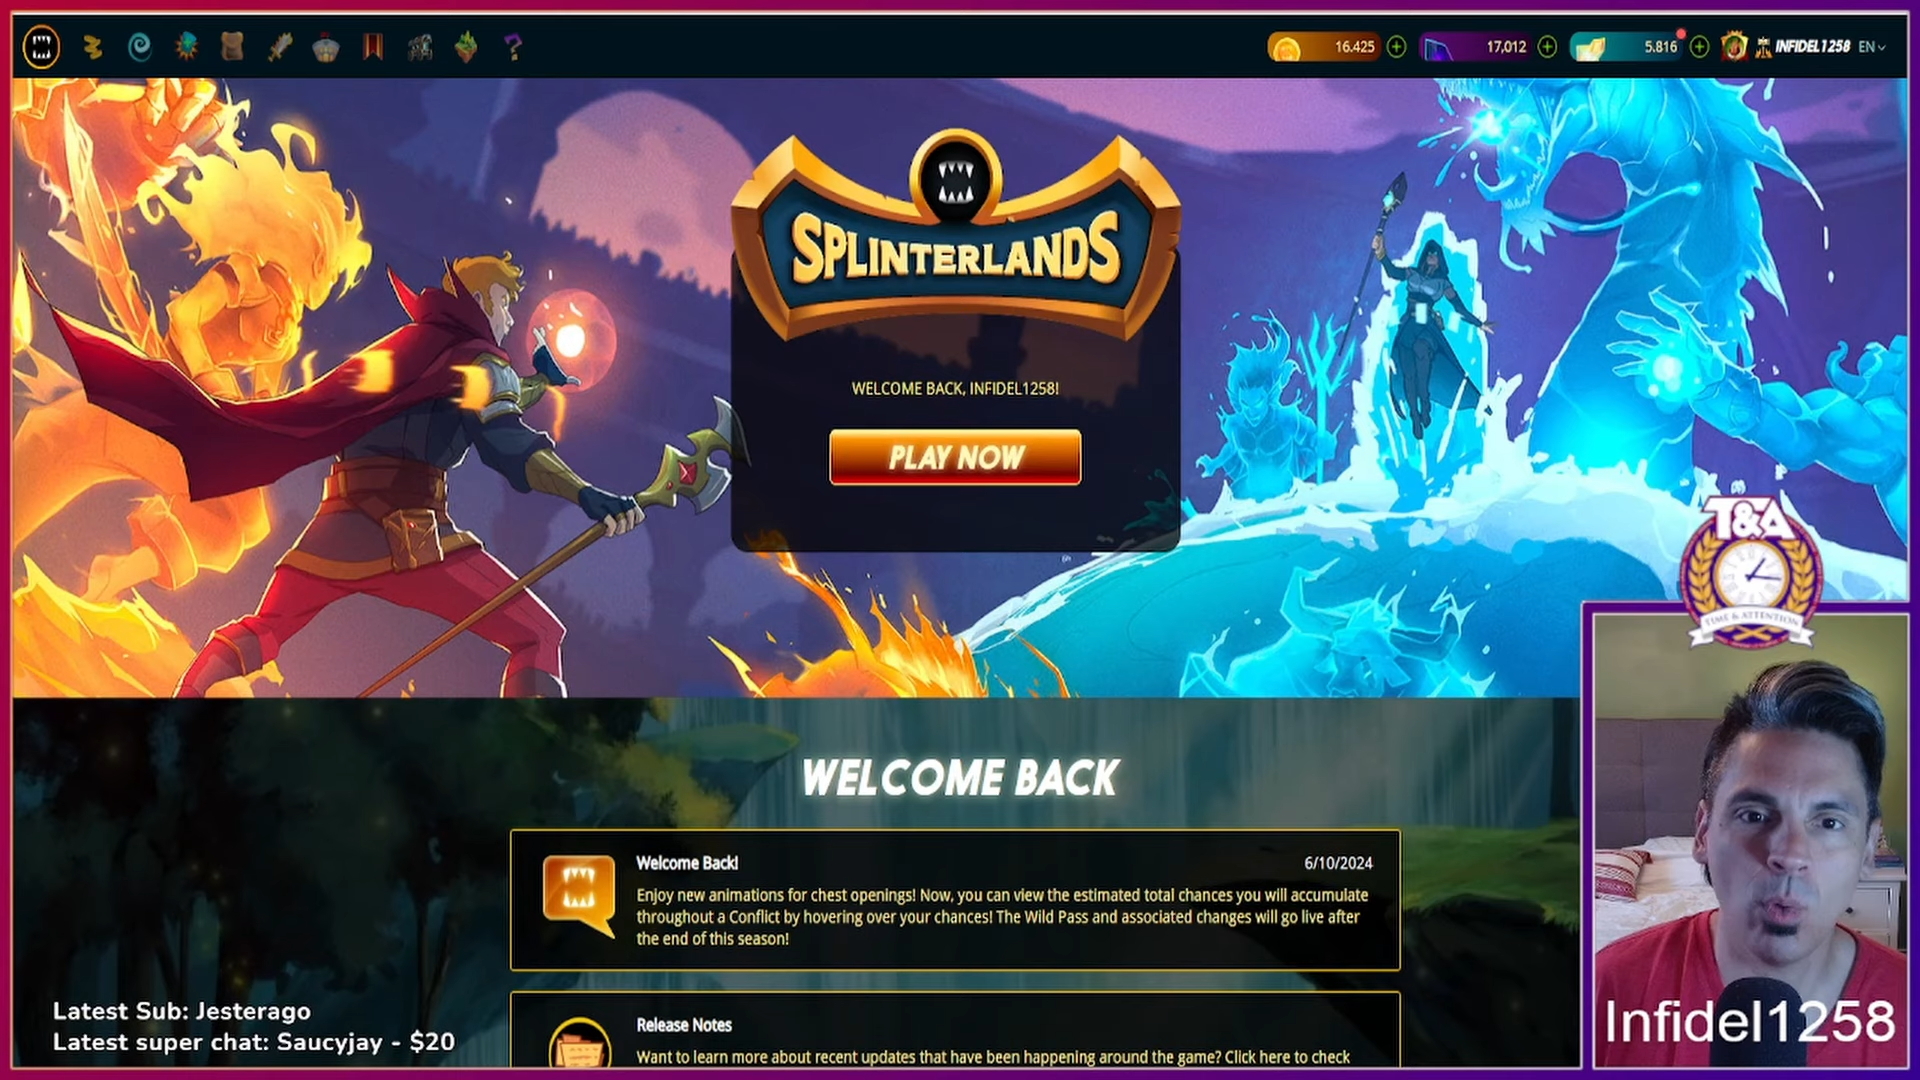 16.425
17,012
5.816
INFIDEL1258
EN
SPLINTERLANDS
WELCOME BACK, INFIDEL1258!
PLAY NOW
T&A
TIME & ATTENTION
WELCOME BACK
Welcome Back!
6/10/2024
Enjoy new animations for chest openings! Now, you can view the estimated total chances you will accumulate
throughout a Conflict by hovering over your chances! The Wild Pass and associated changes will go live after
the end of this season!
Release Notes
Want to learn more about recent updates that have been happening around the game? Click here to check
Latest Sub: Jesterago
Latest super chat: Saucyjay - $20
Infidel1258